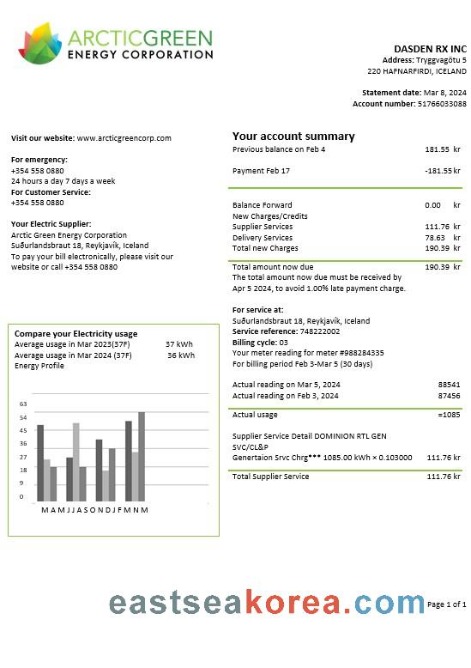 ARCTICGREEN
ENERGY CORPORATION
DASDEN RX INC
Address: Tryggvagötu 5
220 HAFNARFIRDI, ICELAND
Statement date: Mar 8, 2024
Account number: 51766033088
Visit our website: www.arcticgreencorp.com
For emergency:
+354 558 0880
24 hours a day 7 days a week
For Customer Service:
+354 558 0880
Your Electric Supplier:
Arctic Green Energy Corporation
Suðurlandsbraut 18, Reykjavík, Iceland
To pay your bill electronically, please visit our
website or call +354 558 0880
Your account summary
Previous balance on Feb 4 181.55 kr
Payment Feb 17 -181.55 kr
Balance Forward 0.00 kr
New Charges/Credits
Supplier Services 111.76 kr
Delivery Services 78.63 kr
Total new Charges 190.39 kr
Total amount now due 190.39 kr
The total amount now due must be received by
Apr 5 2024, to avoid 1.00% late payment charge.
For service at:
Suðurlandsbraut 18, Reykjavík, Iceland
Service reference: 748222002
Billing cycle: 03
Your meter reading for meter #988284335
For billing period Feb 3-Mar 5 (30 days)
Actual reading on Mar 5, 2024 88541
Actual reading on Feb 3, 2024 87456
Actual usage =1085
Supplier Service Detail DOMINION RTL GEN
SVC/CL&P
Genertaion Srvc Chrg*** 1085.00 kWh × 0.103000 111.76 kr
Total Supplier Service 111.76 kr
Compare your Electricity usage
Average usage in Mar 2023(37F) 37 kWh
Average usage in Mar 2024 (37F) 36 kWh
Energy Profile
63
54
45
36
27
18
9
0
M A M J J A S O N D J F M N M
eastseakorea.com
Page 1 of 1